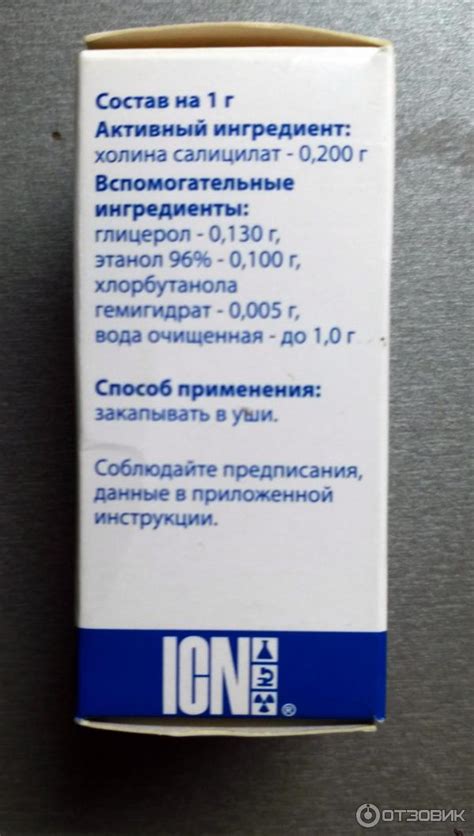 Состав на 1 г
Активный ингредиент:
холина салицилат - 0,200 г
Вспомогательные
ингредиенты:
глицерол - 0,130 г,
этанол 96% - 0,100 г,
хлорбутанола
гемигидрат - 0,005 г,
вода очищенная - до 1,0 г
Способ применения:
закапывать в уши.
Соблюдайте предписания,
данные в приложенной
инструкции.
ICN ®
ОТЗОВИК